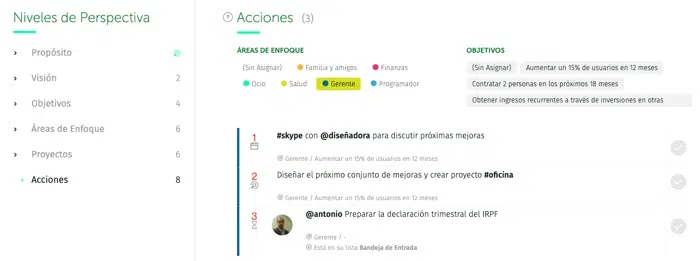 Niveles de Perspectiva
Propósito
Visión 2
Objetivos 4
Áreas de Enfoque 6
Proyectos 6
Acciones 8
Acciones (3)
ÁREAS DE ENFOQUE
(Sin Asignar) Familia y amigos Finanzas
Ocio Salud Gerente Programador
OBJETIVOS
(Sin Asignar) Aumentar un 15% de usuarios en 12 meses
Contratar 2 personas en los próximos 18 meses
Obtener ingresos recurrentes a través de inversiones en otras
1 #skype con @diseñadora para discutir próximas mejoras
Gerente / Aumentar un 15% de usuarios en 12 meses
2 Diseñar el próximo conjunto de mejoras y crear proyecto #oficina
Gerente / Aumentar un 15% de usuarios en 12 meses
3 @antonio Preparar la declaración trimestral del IRPF
Gerente / -
Está en su lista Bandeja de Entrada